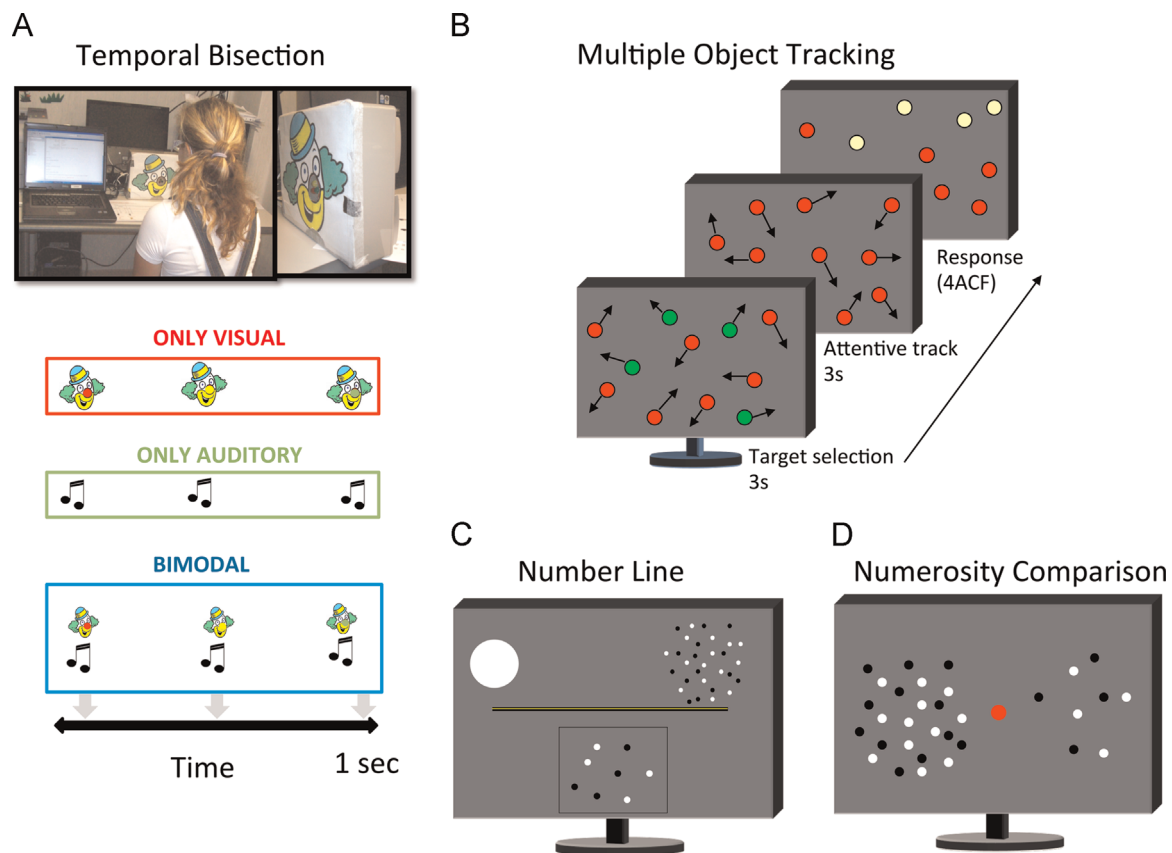 A
Temporal Bisection
ONLY VISUAL
ONLY AUDITORY
BIMODAL
Time
1 sec
B
Multiple Object Tracking
Response
(4ACF)
Attentive track
3s
Target selection
3s
C
Number Line
D
Numerosity Comparison